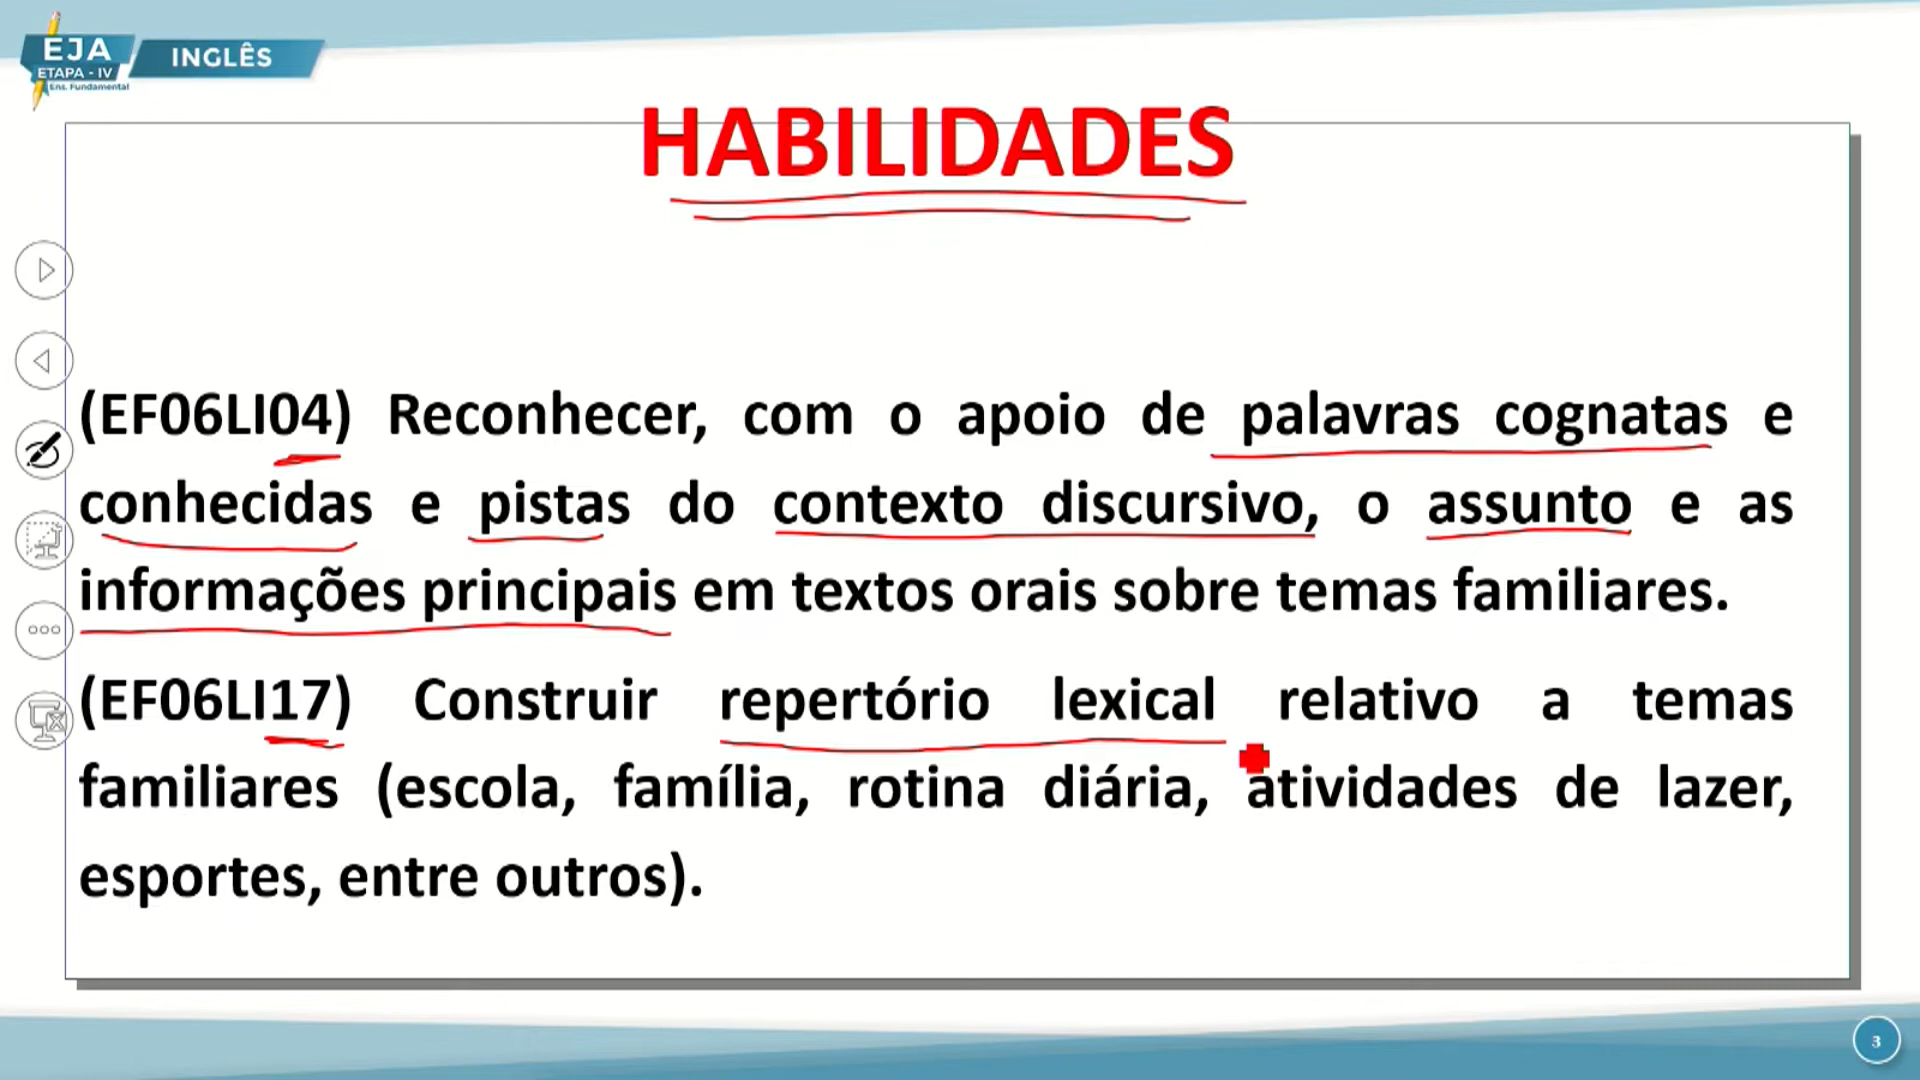 EJA
ETAPA - IV
Ens. Fundamental
INGLÊS
HABILIDADES
(EF06LI04) Reconhecer, com o apoio de palavras cognatas e
conhecidas e pistas do contexto discursivo, o assunto e as
informações principais em textos orais sobre temas familiares.
(EF06LI17) Construir repertório lexical relativo a temas
familiares (escola, família, rotina diária, atividades de lazer,
esportes, entre outros).
3